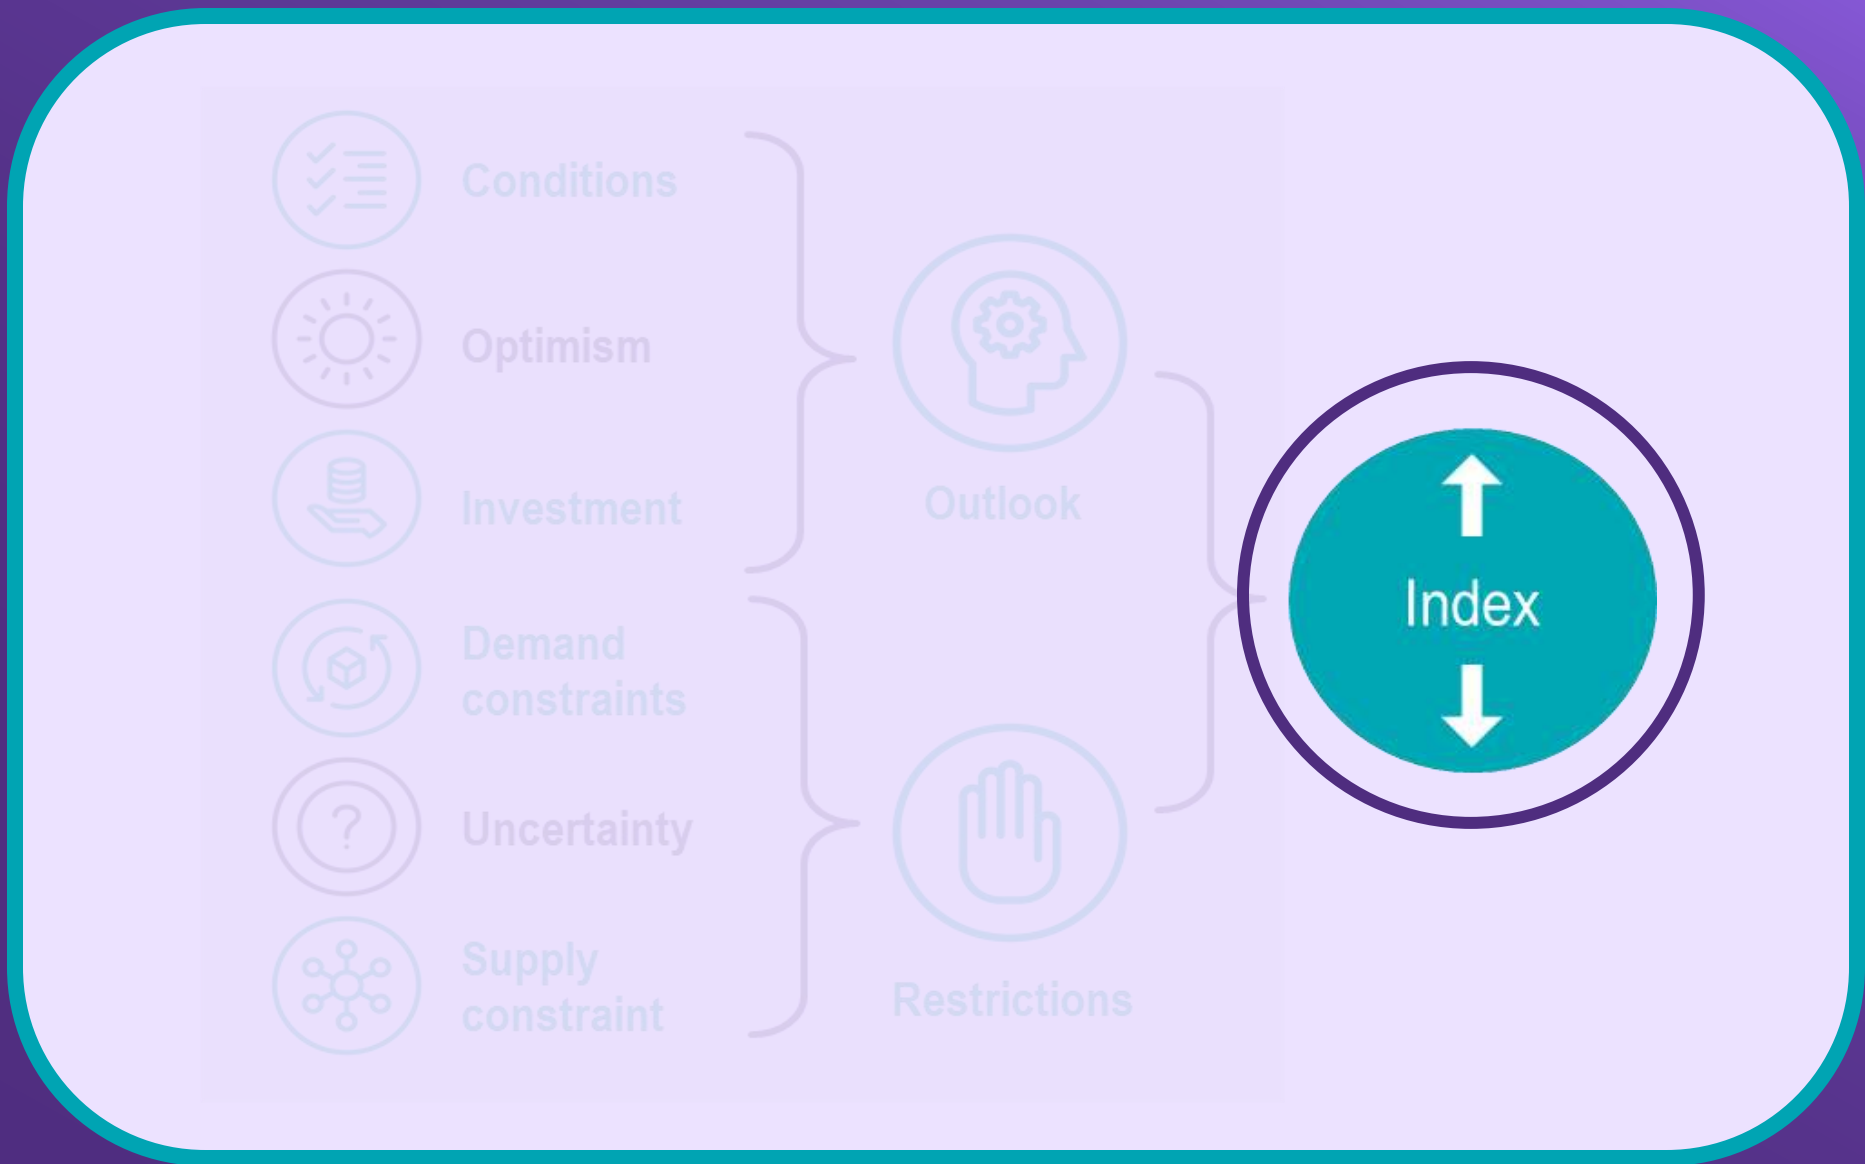 Conditions
Optimism
Investment
Demand
constraints
Uncertainty
Supply
constraint
Outlook
Restrictions
Index